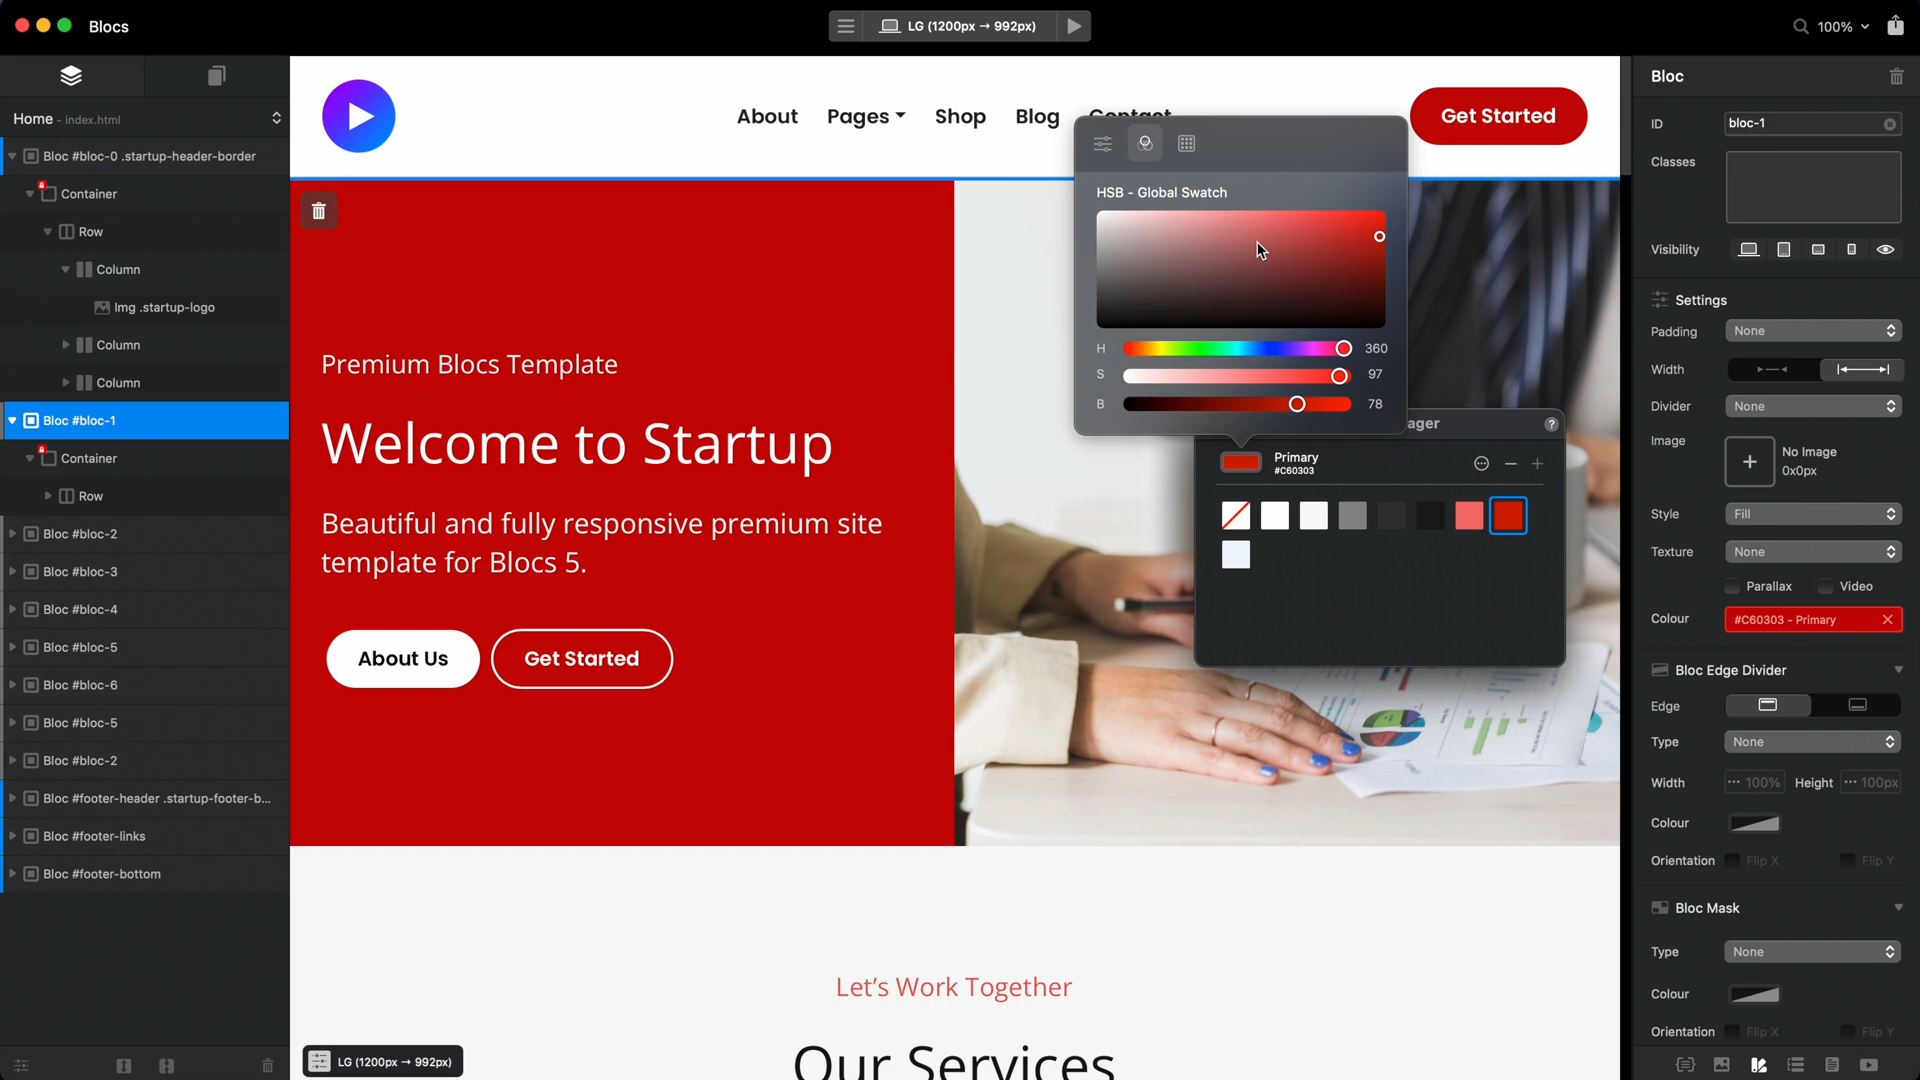 Blocs
LG (1200px → 992px)
100%
Home - index.html
Bloc #bloc-0 .startup-header-border
Container
Row
Column
Img .startup-logo
Column
Column
Bloc #bloc-1
Container
Row
Bloc #bloc-2
Bloc #bloc-3
Bloc #bloc-4
Bloc #bloc-5
Bloc #bloc-6
Bloc #bloc-5
Bloc #bloc-2
Bloc #footer-header .startup-footer-b...
Bloc #footer-links
Bloc #footer-bottom
About Pages Shop Blog Contact
Get Started
Premium Blocs Template
Welcome to Startup
Beautiful and fully responsive premium site
template for Blocs 5.
About Us
Get Started
Let's Work Together
Our Services
LG (1200px → 992px)
HSB - Global Swatch
H 360
S 97
B 78
ager
?
Primary
#C60303
Bloc
ID bloc-1
Classes
Visibility
Settings
Padding None
Width
Divider None
Image
No Image
0x0px
Style Fill
Texture None
Parallax Video
Colour #C60303 - Primary
Bloc Edge Divider
Edge
Type None
Width 100% Height 100px
Colour
Orientation Flip X Flip Y
Bloc Mask
Type None
Colour
Orientation Flip X Flip Y